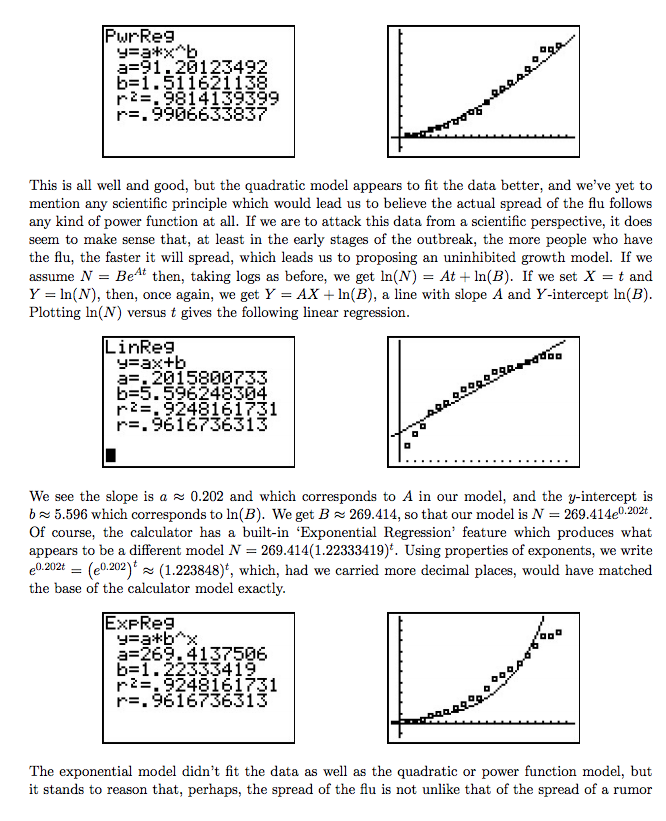 PwrReg
y=a*x^b
a=91.20123492
b=1.511621138
r²=.9814139399
r=.9906633837
This is all well and good, but the quadratic model appears to fit the data better, and we've yet to
mention any scientific principle which would lead us to believe the actual spread of the flu follows
any kind of power function at all. If we are to attack this data from a scientific perspective, it does
seem to make sense that, at least in the early stages of the outbreak, the more people who have
the flu, the faster it will spread, which leads us to proposing an uninhibited growth model. If we
assume N = Be^{At} then, taking logs as before, we get ln(N) = At + ln(B). If we set X = t and
Y = ln(N), then, once again, we get Y = AX + ln(B), a line with slope A and Y-intercept ln(B).
Plotting ln(N) versus t gives the following linear regression.
LinReg
y=ax+b
a=.2015800733
b=5.596248304
r²=.9248161731
r=.9616736313
We see the slope is a ≈ 0.202 and which corresponds to A in our model, and the y-intercept is
b ≈ 5.596 which corresponds to ln(B). We get B ≈ 269.414, so that our model is N = 269.414e^{0.202t}.
Of course, the calculator has a built-in 'Exponential Regression' feature which produces what
appears to be a different model N = 269.414(1.22333419)^t. Using properties of exponents, we write
e^{0.202t} = (e^{0.202})^t ≈ (1.223848)^t, which, had we carried more decimal places, would have matched
the base of the calculator model exactly.
ExpReg
y=a*b^x
a=269.4137506
b=1.22333419
r²=.9248161731
r=.9616736313
The exponential model didn't fit the data as well as the quadratic or power function model, but
it stands to reason that, perhaps, the spread of the flu is not unlike that of the spread of a rumor